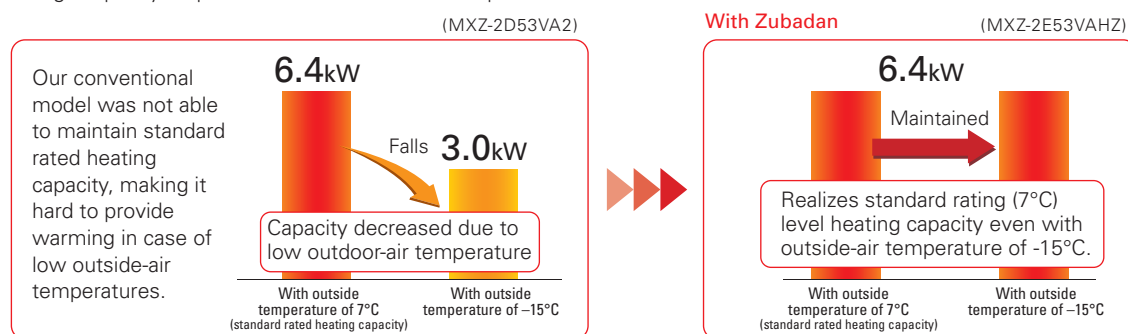 (MXZ-2D53VA2)
Our conventional
model was not able
to maintain standard
rated heating
capacity, making it
hard to provide
warming in case of
low outside-air
temperatures.
6.4kW
Falls
3.0kW
Capacity decreased due to
low outdoor-air temperature
With outside
temperature of 7°C
(standard rated heating capacity)
With outside
temperature of –15°C
With Zubadan
(MXZ-2E53VAHZ)
6.4kW
Maintained
Realizes standard rating (7°C)
level heating capacity even with
outside-air temperature of -15°C.
With outside
temperature of 7°C
(standard rated heating capacity)
With outside
temperature of –15°C